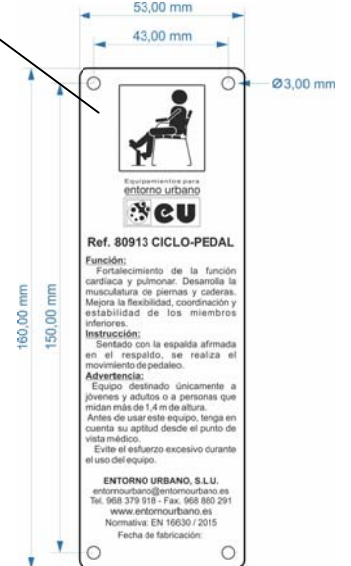 53,00 mm
43,00 mm
Ø3,00 mm
160,00 mm
150,00 mm
Equipamientos para
entorno urbano
eu
Ref. 80913 CICLO-PEDAL
Función:
Fortalecimiento de la función
cardíaca y pulmonar. Desarolla la
musculatura de piernas y caderas.
Mejora la flexibilidad, coordinación y
estabilidad de los miembros
inferiores.
Instrucción:
Sentado con la espalda afirmada
en el respaldo, se realiza el
movimiento de pedaleo.
Advertencia:
Equipo destinado únicamente a
jóvenes y adutos o a personas que
midan más de 1,4 m de altura.
Antes de usar este equipo, tenga en
cuenta su aptitud desde el punto de
vista médico.
Evite el esfuerzo excesivo durante
el uso del equipo.
ENTORNO URBANO, S.L.U.
entornourbano@entornourbano.es
Tel. 968 379 918 - Fax. 968 860 291
www.entornourbano.es
Normativa: EN 16630 / 2015
Fecha de fabricación: